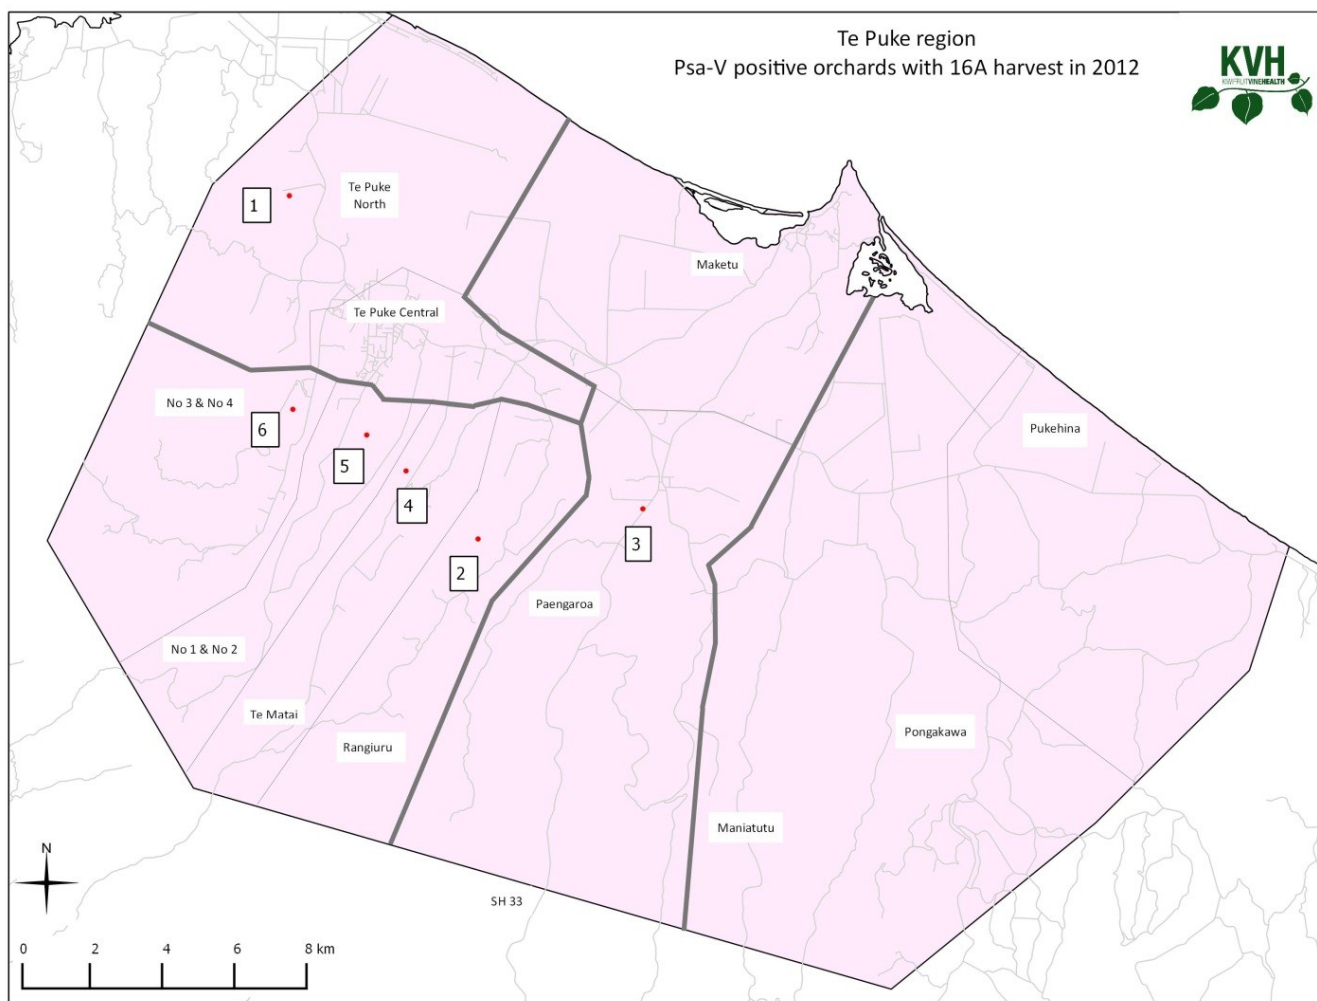 Te Puke region
Psa-V positive orchards with 16A harvest in 2012
KVH
KIWIFRUITVINEHEALTH
1
Te Puke
North
Maketu
Te Puke Central
No 3 & No 4
6
5
4
2
3
Pukehina
Paengaroa
No 1 & No 2
Te Matai
Rangiuru
Pongakawa
Maniatutu
N
SH 33
0 2 4 6 8 km